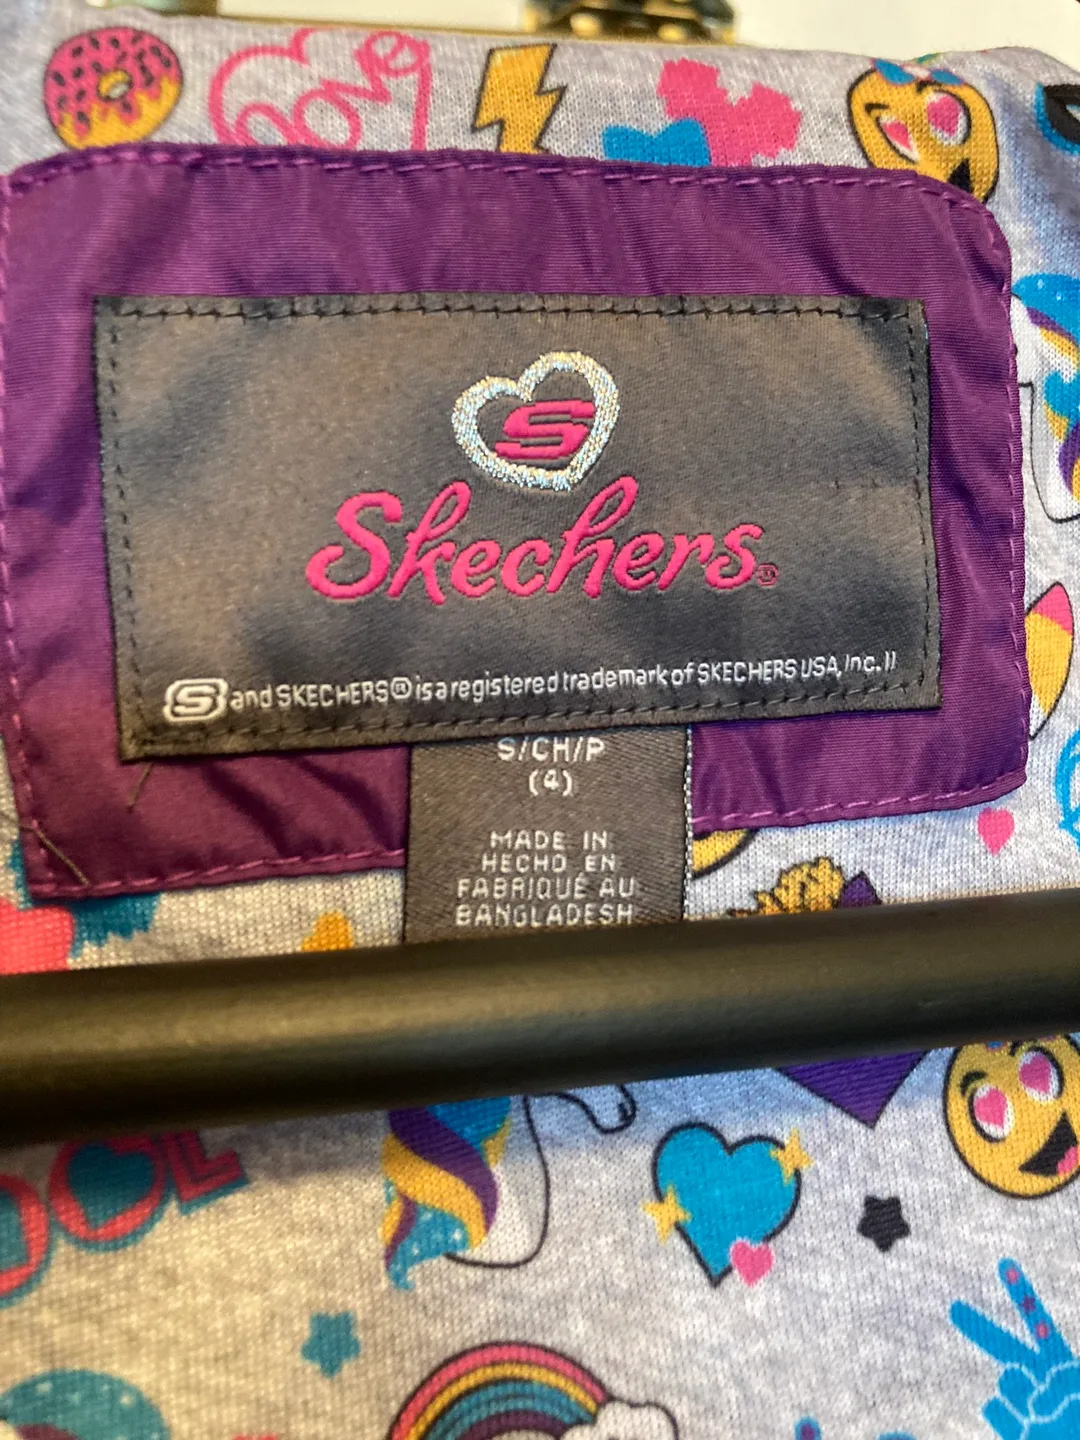 LOVE
S
Skechers®
S and SKECHERS® is a registered trademark of SKECHERS USA, Inc. II
S/CH/P
(4)
MADE IN
HECHO EN
FABRIQUÉ AU
BANGLADESH